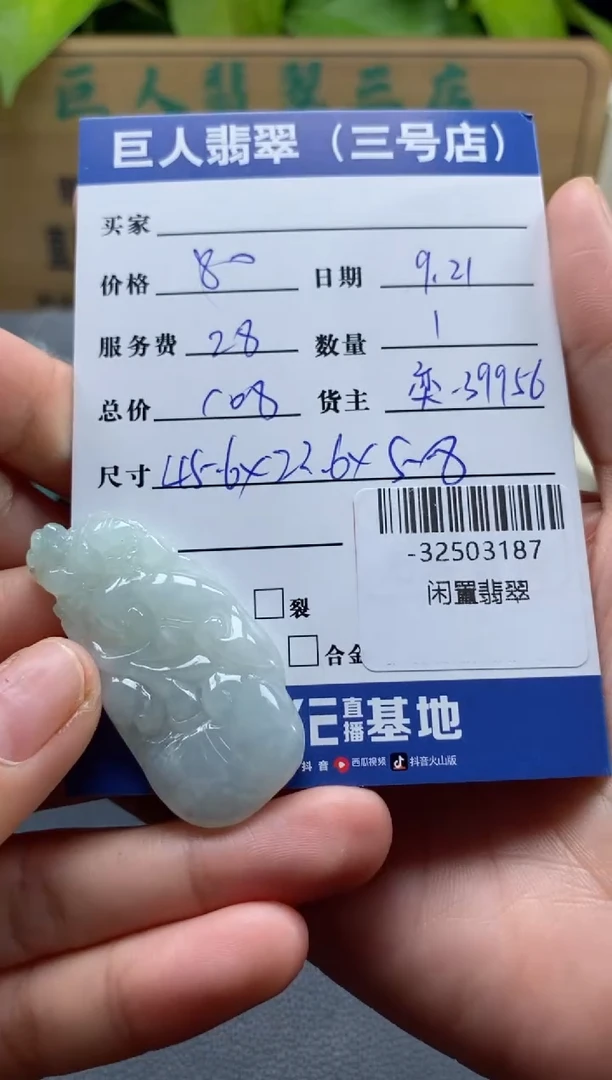 巨人翡翠三店
巨人翡翠（三号店）
买家
价格 80 日期 9.21
服务费 28 数量 1
总价 108 货主 栾-39956
尺寸 45.6x22.6x5.8
-32503187
闲置翡翠
裂
合金
直播基地
抖音 西瓜视频 抖音火山版